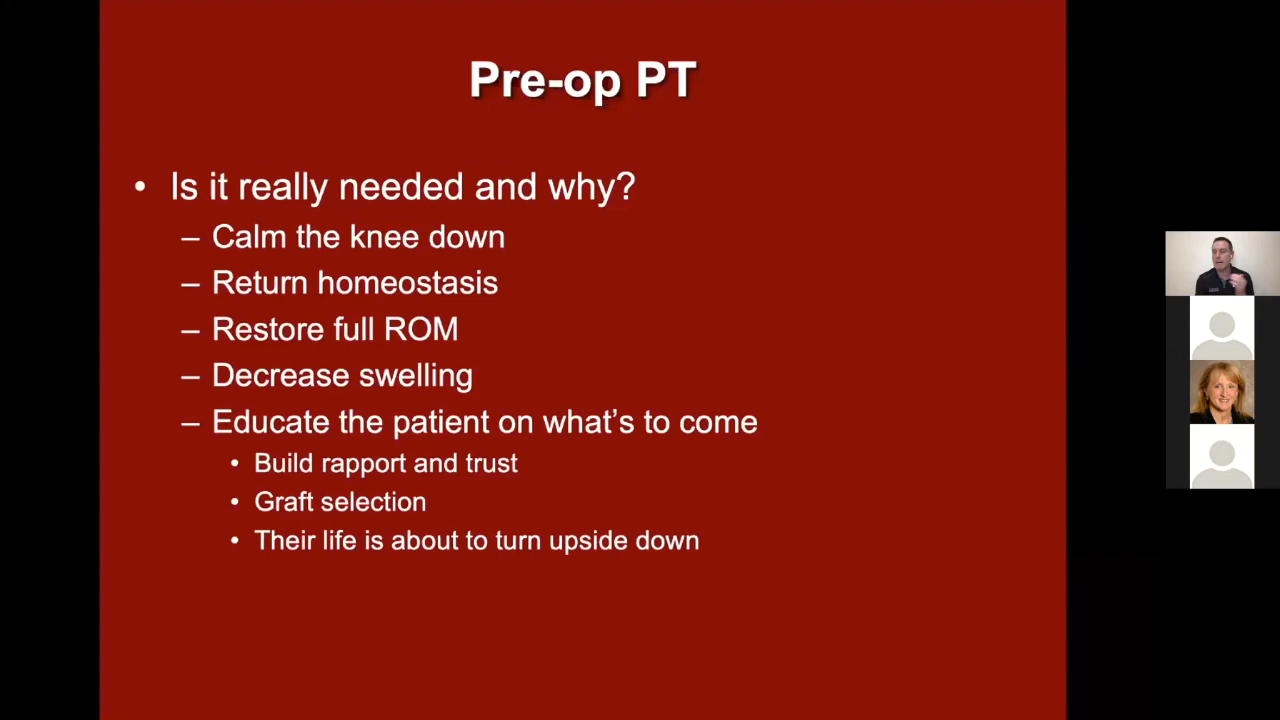 Pre-op PT
• Is it really needed and why?
– Calm the knee down
– Return homeostasis
– Restore full ROM
– Decrease swelling
– Educate the patient on what’s to come
• Build rapport and trust
• Graft selection
• Their life is about to turn upside down